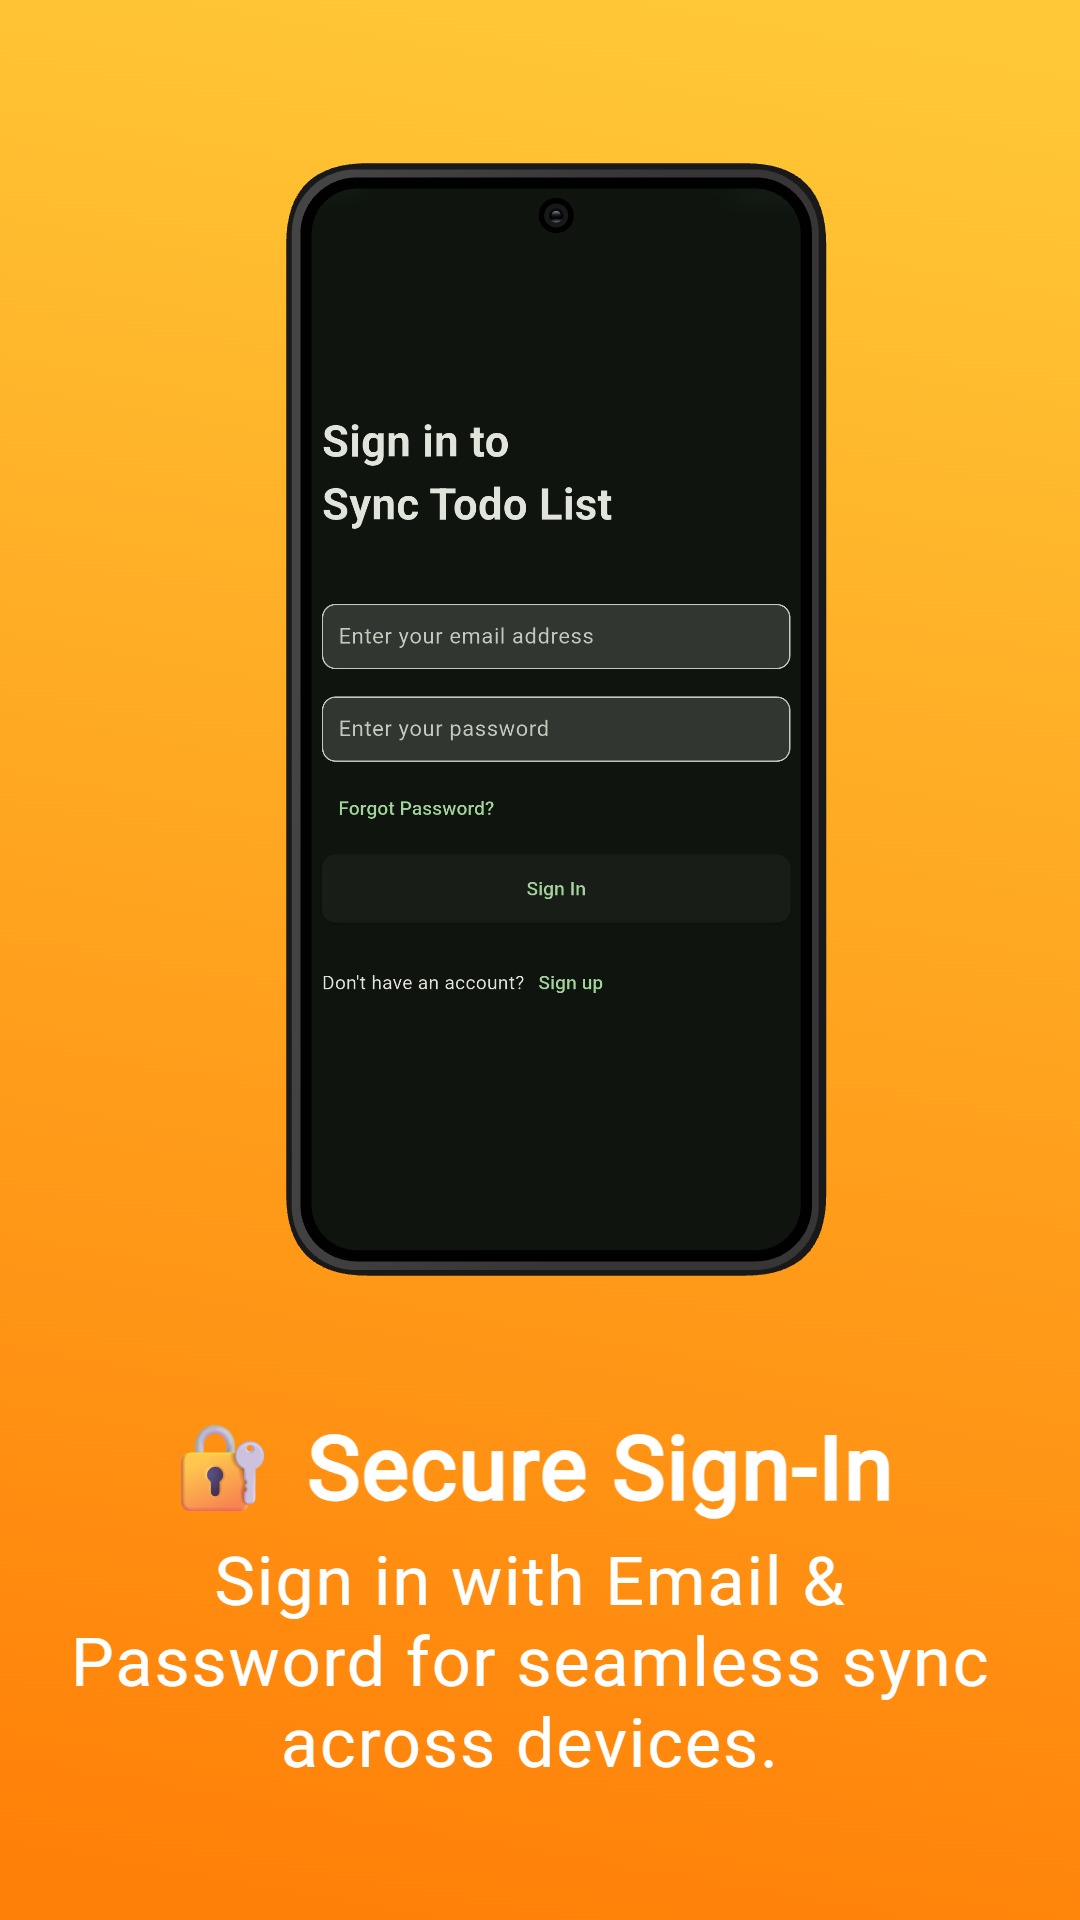 Sign in to
Sync Todo List
Enter your email address
Enter your password
Forgot Password?
Sign In
Don't have an account? Sign up
🔐 Secure Sign-In
Sign in with Email &
Password for seamless sync
across devices.